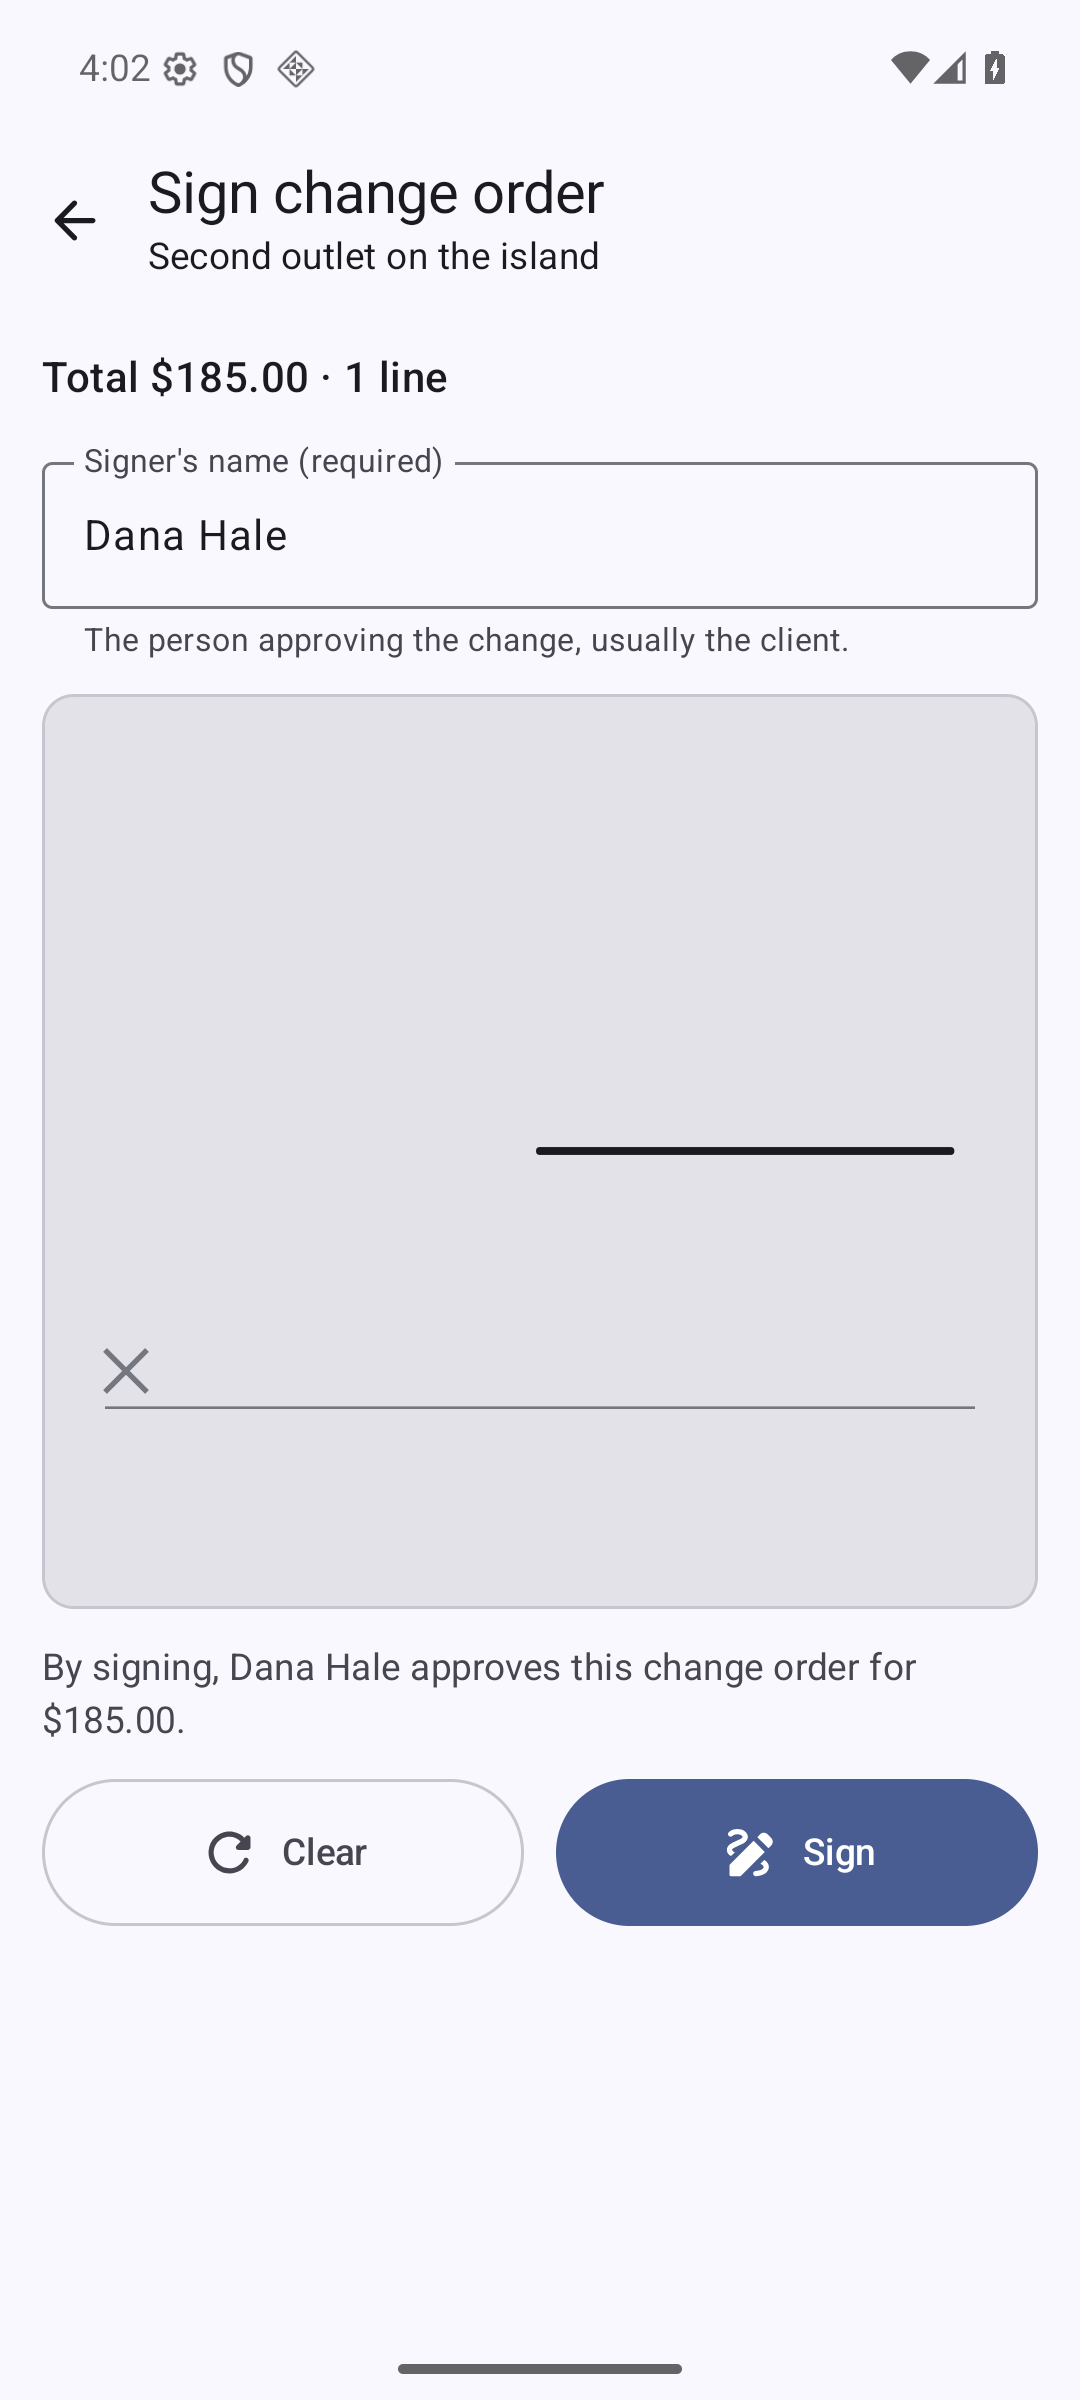 4:02
Sign change order
Second outlet on the island
Total $185.00 · 1 line
Signer's name (required)
Dana Hale
The person approving the change, usually the client.
By signing, Dana Hale approves this change order for
$185.00.
Clear
Sign